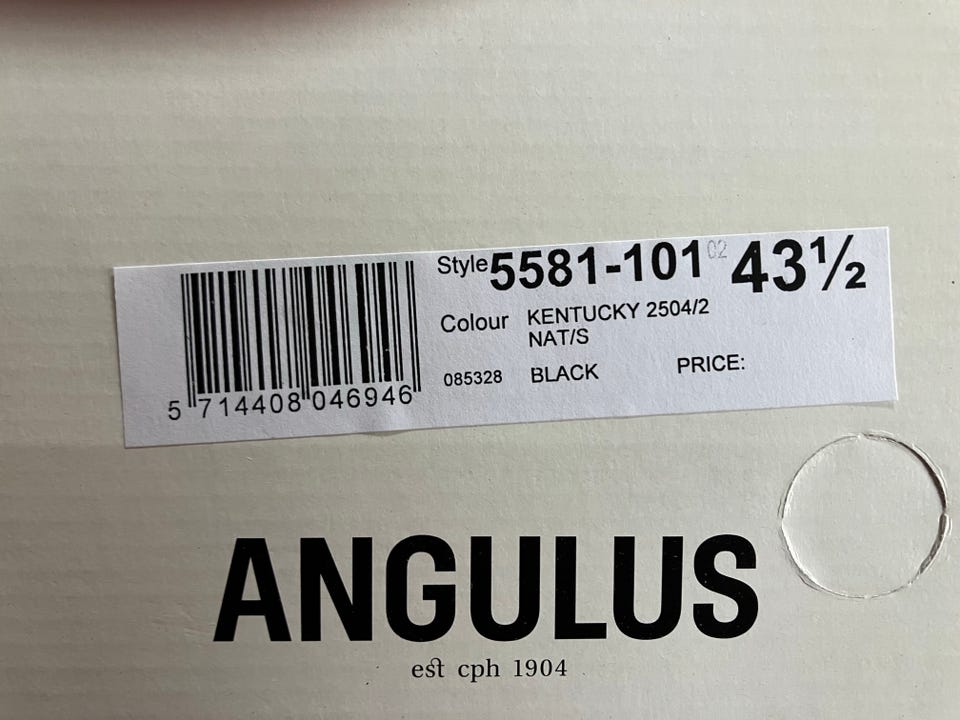 Style 5581-101 02 43½
Colour KENTUCKY 2504/2
NAT/S
085328 BLACK PRICE:
5 714408 046946
ANGULUS
est cph 1904